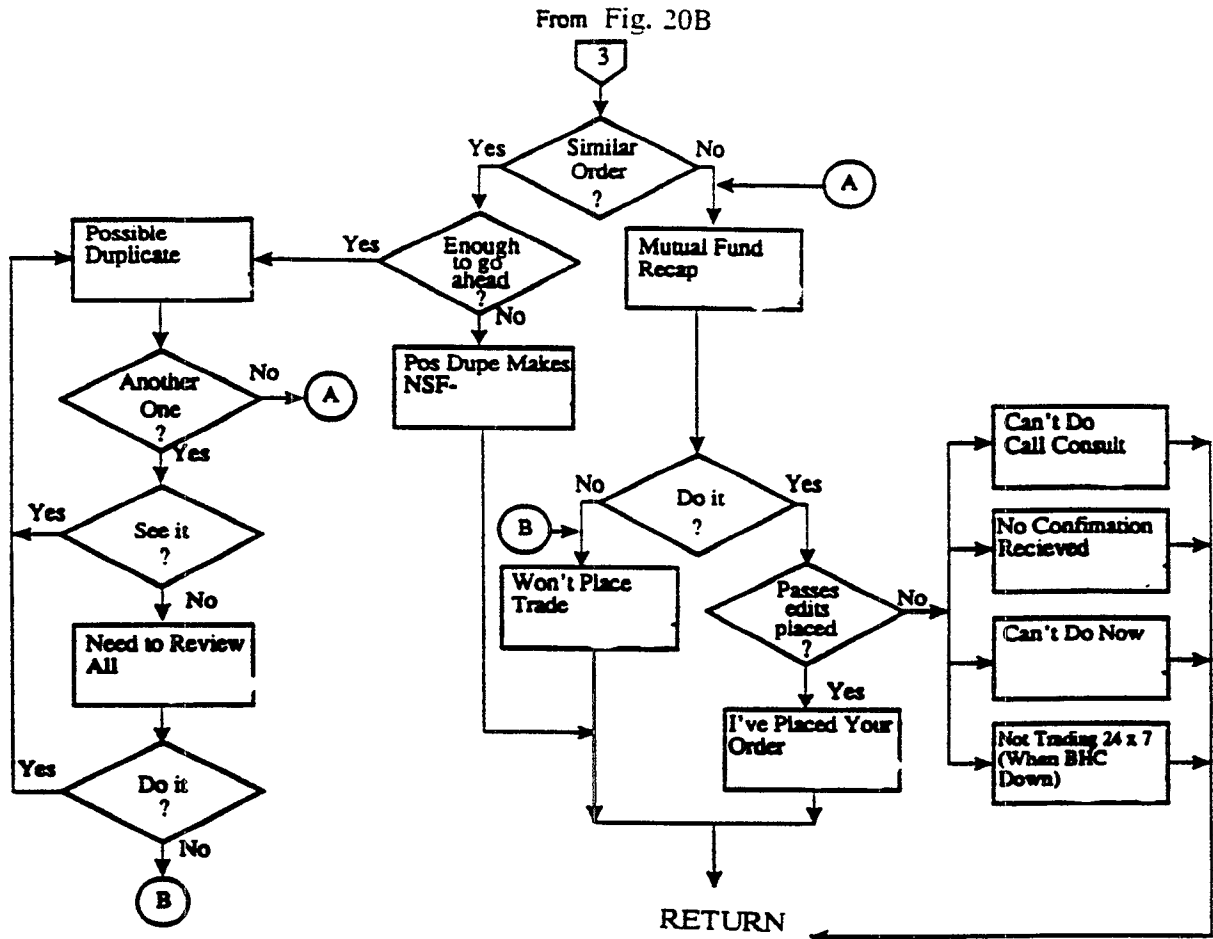 From Fig. 20B
3
Similar
Order
?
Yes
No
A
Possible
Duplicate
Yes
Enough
to go
ahead
?
No
Mutual Fund
Recap
Pos Dupe Makes
NSF-
Another
One
?
No
A
Yes
See it
?
Yes
No
Need to Review
All
Do it
?
Yes
No
B
Do it
?
No
Yes
B
Won't Place
Trade
Passes
edits
placed
?
No
Yes
I've Placed Your
Order
Can't Do
Call Consult
No Confimation
Recieved
Can't Do Now
Not Trading 24 x 7
(When BHC
Down)
RETURN